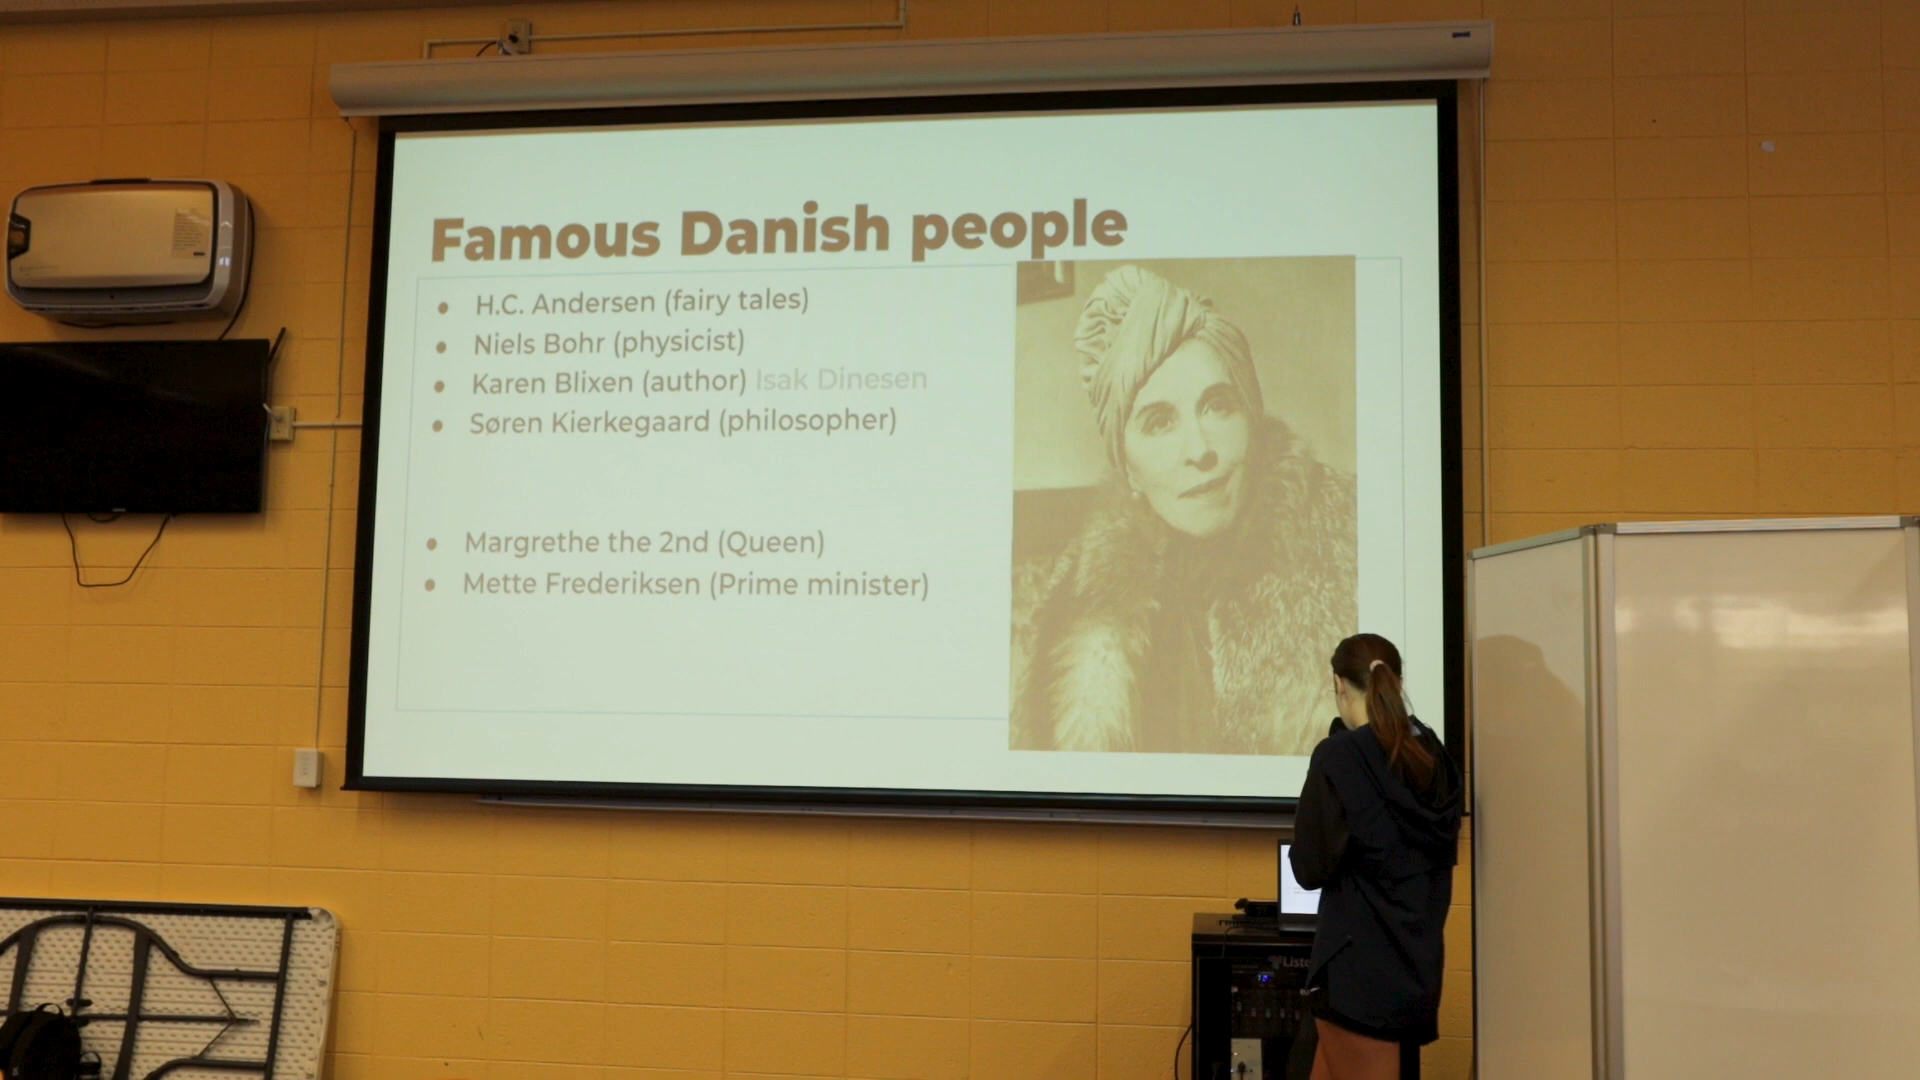 Famous Danish people
• H.C. Andersen (fairy tales)
• Niels Bohr (physicist)
• Karen Blixen (author) Isak Dinesen
• Søren Kierkegaard (philosopher)
• Margrethe the 2nd (Queen)
• Mette Frederiksen (Prime minister)